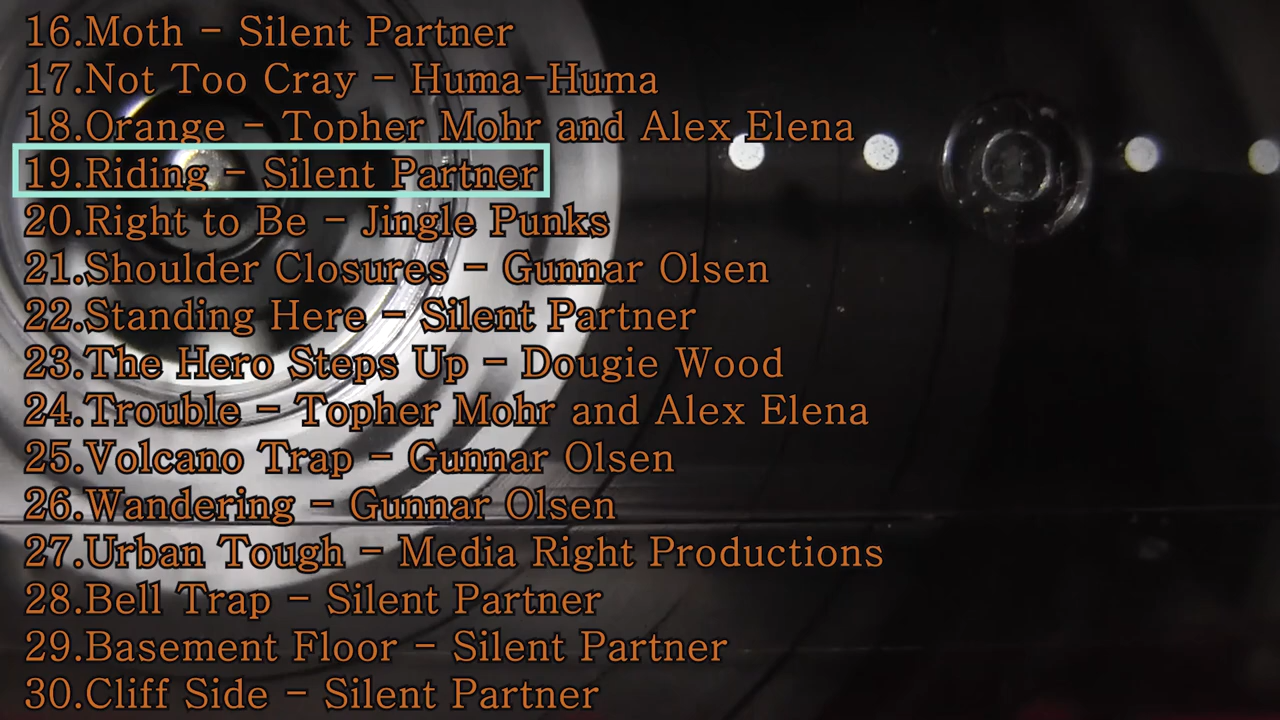 16.Moth - Silent Partner
17.Not Too Cray - Huma-Huma
18.Orange - Topher Mohr and Alex Elena
19.Riding - Silent Partner
20.Right to Be - Jingle Punks
21.Shoulder Closures - Gunnar Olsen
22.Standing Here - Silent Partner
23.The Hero Steps Up - Dougie Wood
24.Trouble - Topher Mohr and Alex Elena
25.Volcano Trap - Gunnar Olsen
26.Wandering - Gunnar Olsen
27.Urban Tough - Media Right Productions
28.Bell Trap - Silent Partner
29.Basement Floor - Silent Partner
30.Cliff Side - Silent Partner